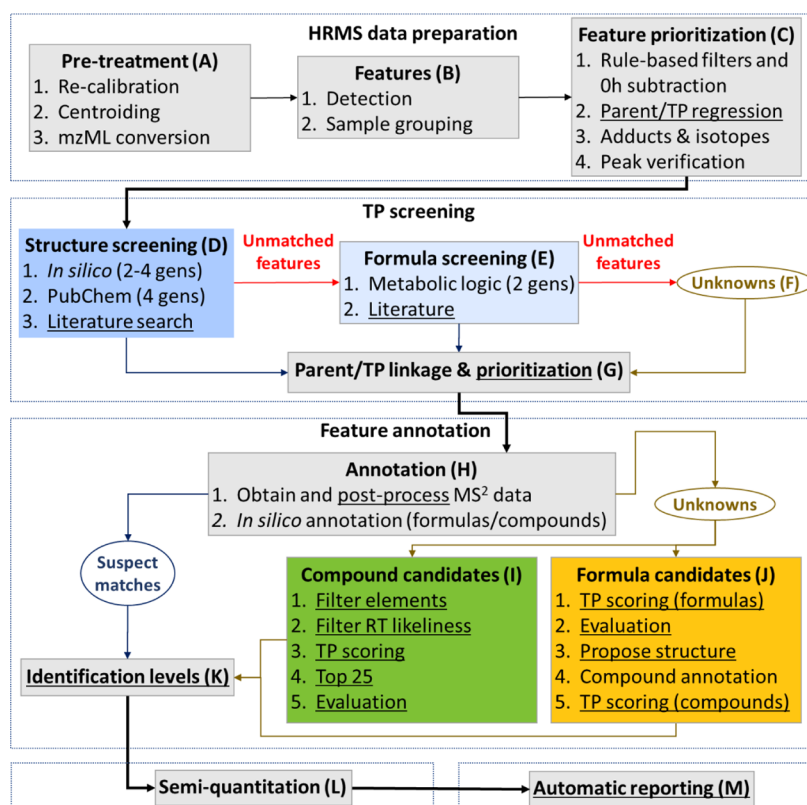 HRMS data preparation
Pre-treatment (A)
1. Re-calibration
2. Centroiding
3. mzML conversion
Features (B)
1. Detection
2. Sample grouping
Feature prioritization (C)
1. Rule-based filters and
0h subtraction
2. Parent/TP regression
3. Adducts & isotopes
4. Peak verification
TP screening
Structure screening (D)
1. In silico (2-4 gens)
2. PubChem (4 gens)
3. Literature search
Unmatched
features
Formula screening (E)
1. Metabolic logic (2 gens)
2. Literature
Unmatched
features
Unknowns (F)
Parent/TP linkage & prioritization (G)
Feature annotation
Annotation (H)
1. Obtain and post-process MS² data
2. In silico annotation (formulas/compounds)
Unknowns
Suspect
matches
Compound candidates (I)
1. Filter elements
2. Filter RT likeliness
3. TP scoring
4. Top 25
5. Evaluation
Formula candidates (J)
1. TP scoring (formulas)
2. Evaluation
3. Propose structure
4. Compound annotation
5. TP scoring (compounds)
Identification levels (K)
Semi-quantitation (L)
Automatic reporting (M)